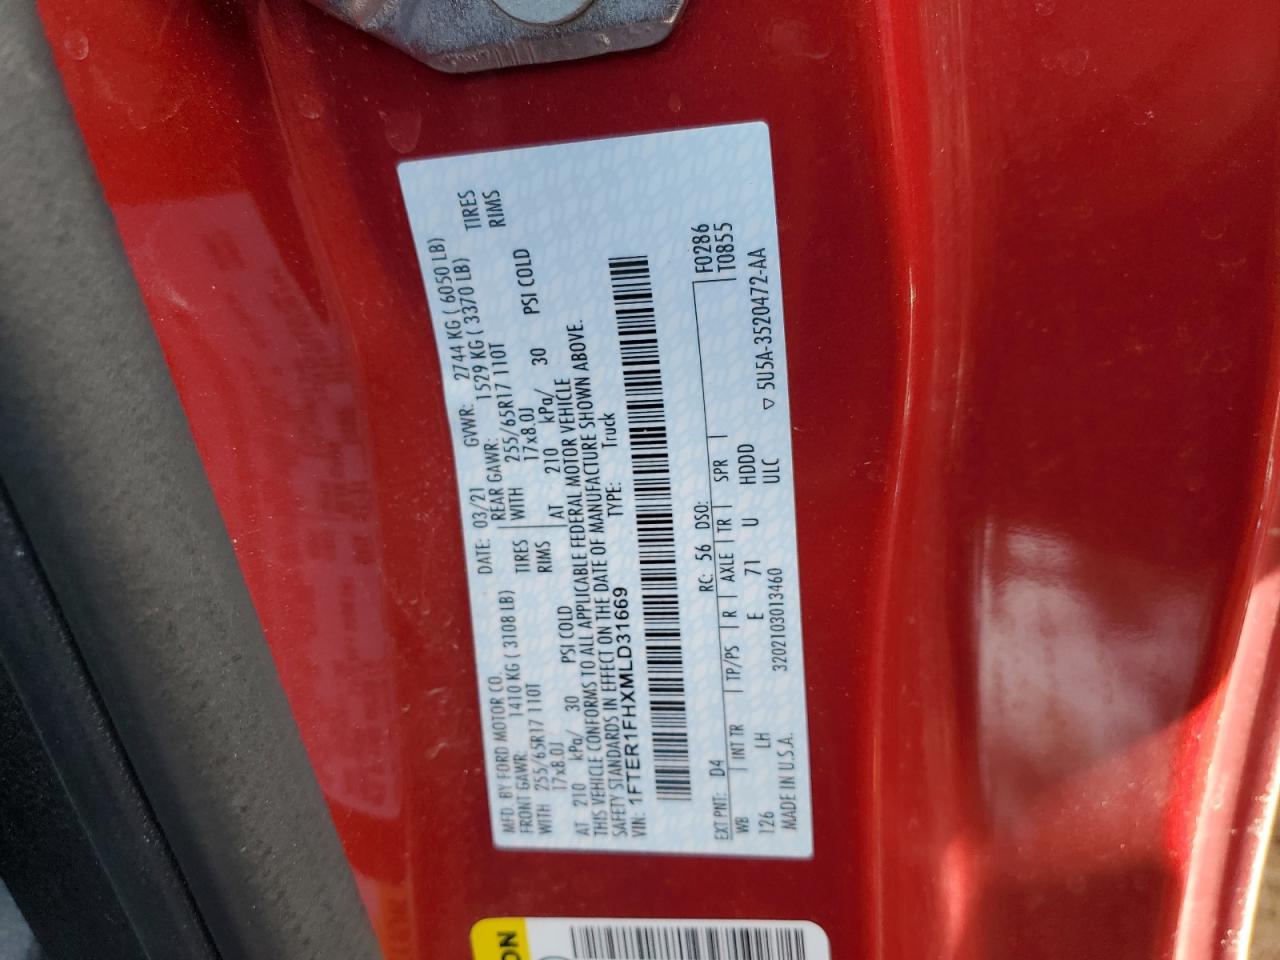 MFD. BY FORD MOTOR CO.
DATE: 03/21 GVWR: 2744 KG ( 6050 LB)
FRONT GAWR: 1410 KG ( 3108 LB) REAR GAWR: 1529 KG ( 3370 LB)
WITH 255/65R17 110T TIRES WITH 255/65R17 110T TIRES
17x8.0J RIMS 17x8.0J RIMS
AT 210 kPa/ 30 PSI COLD AT 210 kPa/ 30 PSI COLD
THIS VEHICLE CONFORMS TO ALL APPLICABLE FEDERAL MOTOR VEHICLE
SAFETY STANDARDS IN EFFECT ON THE DATE OF MANUFACTURE SHOWN ABOVE.
VIN: 1FTER1FHXMLD31669 TYPE: Truck
EXT PNT: D4 RC: 56 DSO: F0286
WB INT TR TP/PS R AXLE TR SPR T0855
126 LH E 71 U HDDD
MADE IN U.S.A. 320210301346​0 ULC ▽ 5U5A-3520472-AA
ON